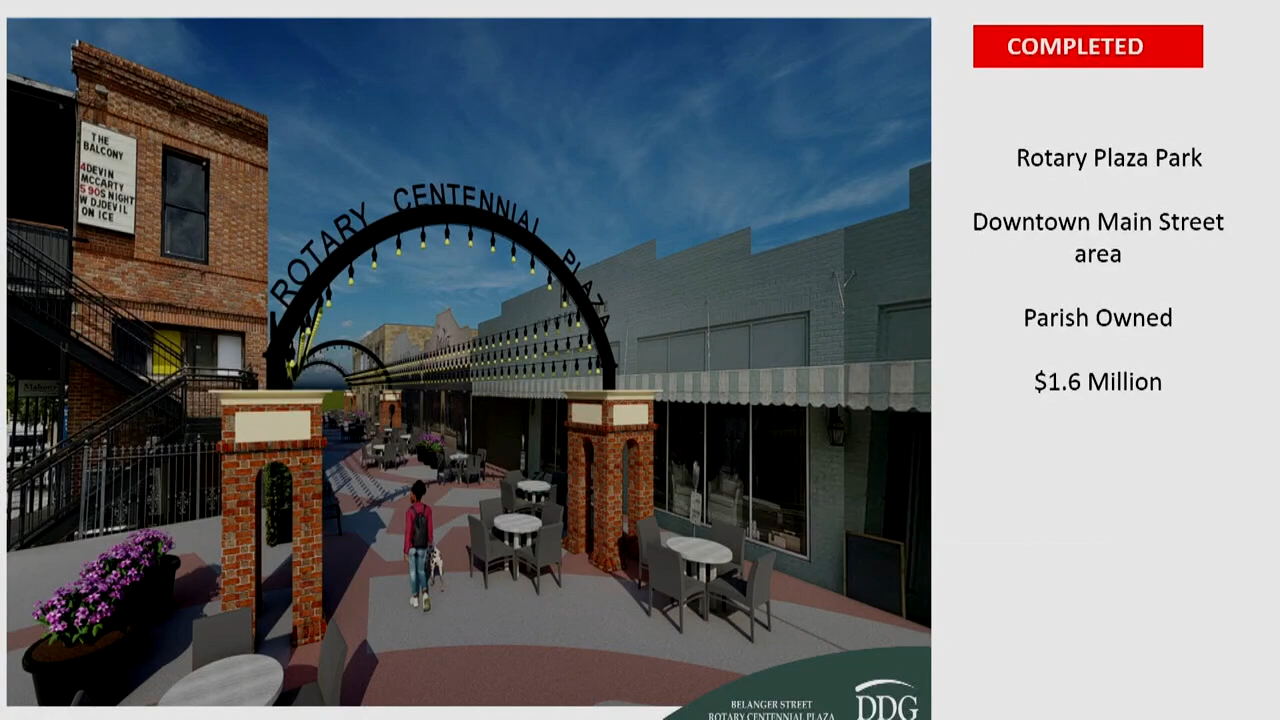 COMPLETED
Rotary Plaza Park
Downtown Main Street
area
Parish Owned
$1.6 Million
THE
BALCONY
4DEVIN
MCCARTY
5 90S NIGHT
W DJDEVIL
ON ICE
ROTARY CENTENNIAL PLAZA
Mahony
BELANGER STREET
ROTARY CENTENNIAL PLAZA
DDG